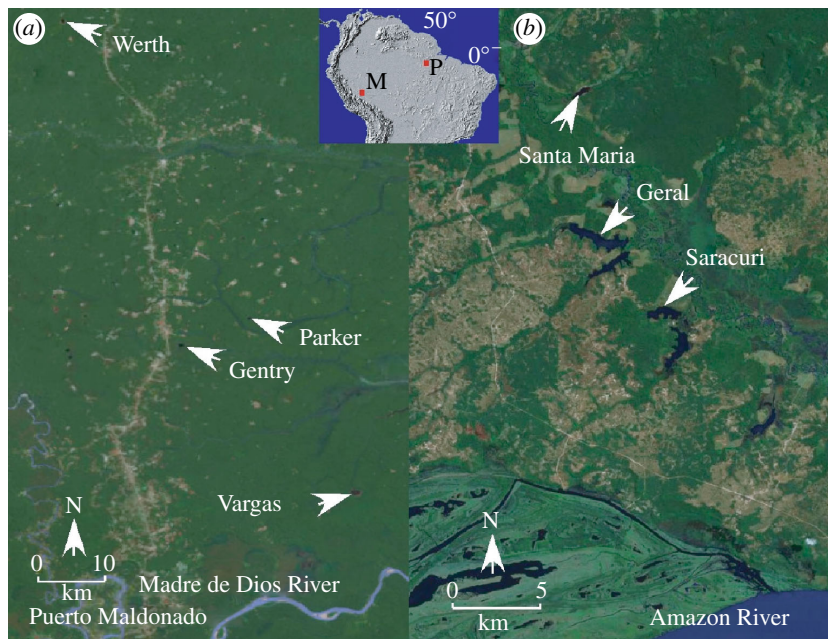 (a)
Werth
50°
0°
P
M
(b)
Santa Maria
Geral
Saracuri
Parker
Gentry
Vargas
N
0 10
km
Madre de Dios River
Puerto Maldonado
N
0 5
km
Amazon River